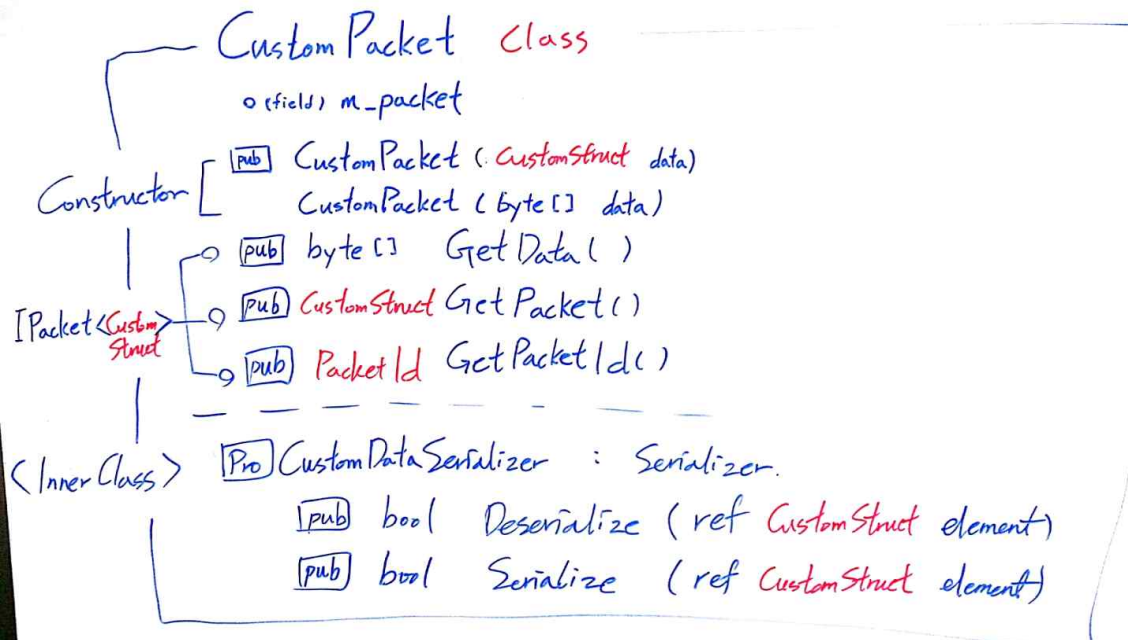 CustomPacket Class
o (field) m_packet
Constructor
pub CustomPacket (CustomStruct data)
CustomPacket (byte[] data)
pub byte[] GetData()
IPacket<Custom Struct>
pub CustomStruct GetPacket()
pub PacketId GetPacketId()
<InnerClass>
Pro CustomDataSerializer : Serializer.
pub bool Deserialize (ref CustomStruct element)
pub bool Serialize (ref CustomStruct element)